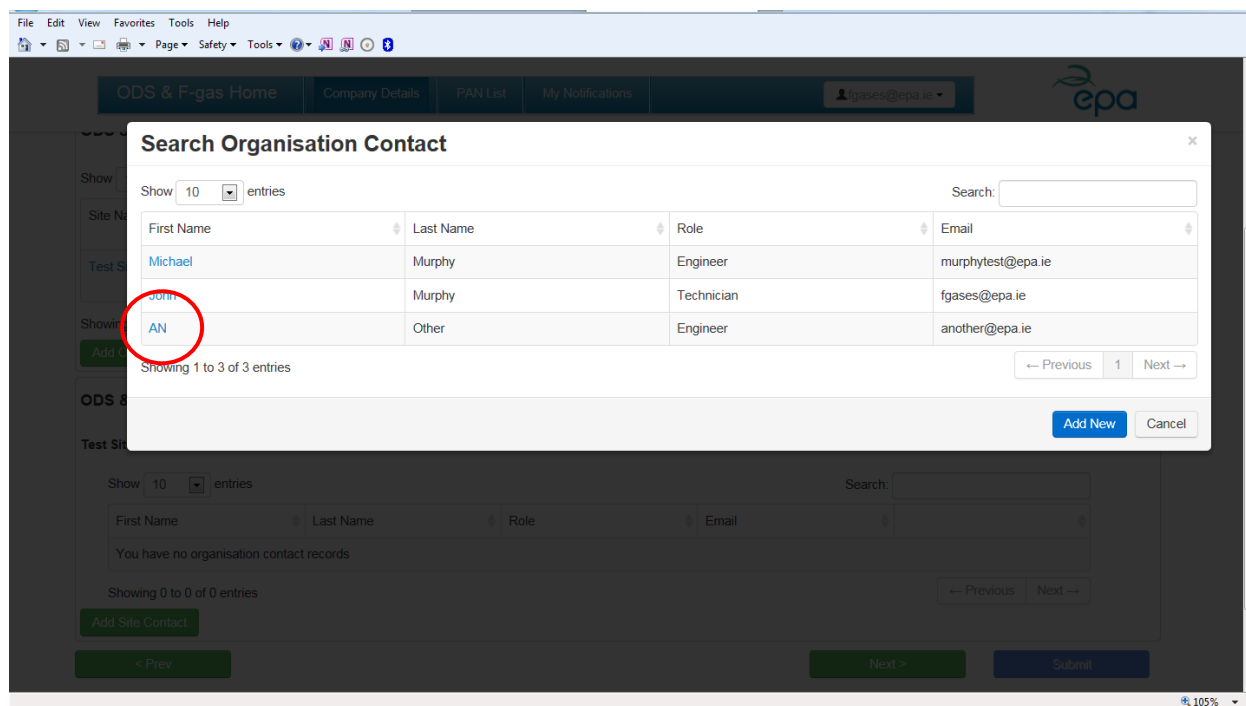 File Edit View Favorites Tools Help
Page Safety Tools
ODS & F-gas Home Company Details PAN List My Notifications fgases@epa.ie epa
Search Organisation Contact ×
Show
Show 10 entries Search:
Site Na
First Name Last Name Role Email
Test S
Michael Murphy Engineer murphytest@epa.ie
John Murphy Technician fgases@epa.ie
Showing
AN Other Engineer another@epa.ie
Add C
Showing 1 to 3 of 3 entries ← Previous 1 Next →
ODS &
Add New Cancel
Test Sit
Show 10 entries Search:
First Name Last Name Role Email
You have no organisation contact records
Showing 0 to 0 of 0 entries ← Previous Next →
Add Site Contact
< Prev Next > Submit
105%